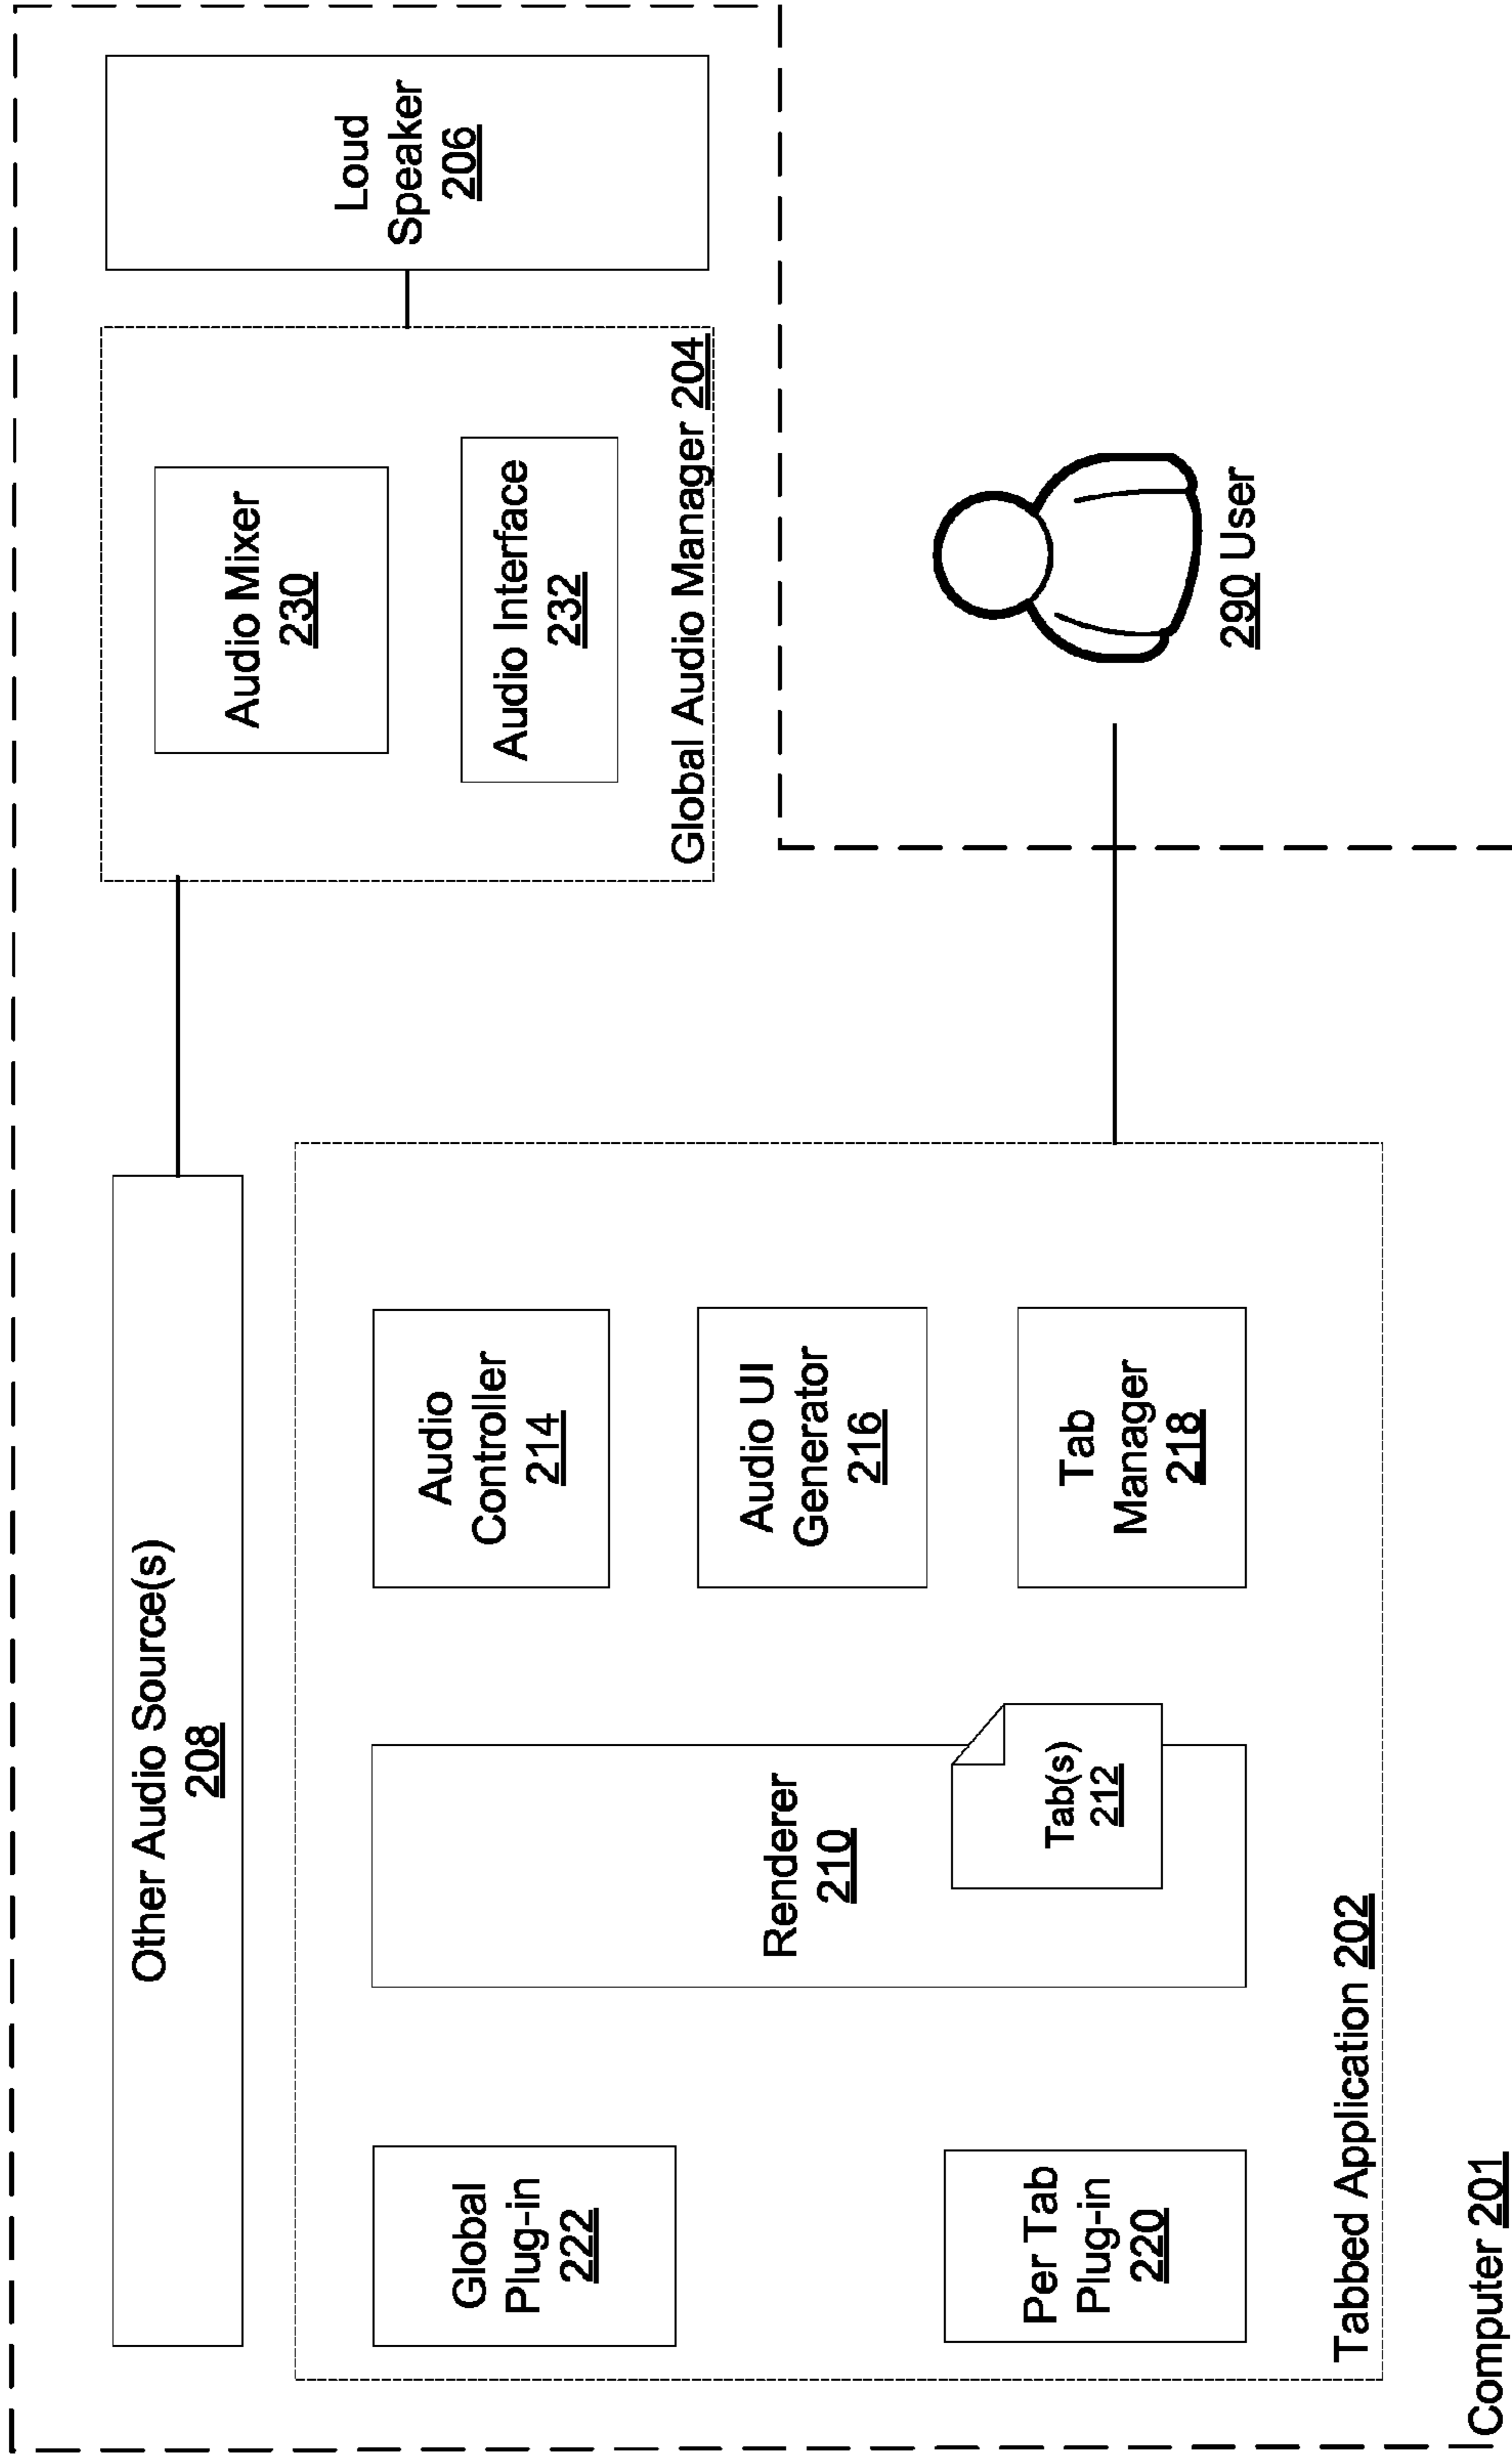 Other Audio Source(s)
208
Global
Plug-in
222
Per Tab
Plug-in
220
Renderer
210
Tab(s)
212
Audio
Controller
214
Audio UI
Generator
216
Tab
Manager
218
Tabbed Application 202
Audio Mixer
230
Audio Interface
232
Global Audio Manager 204
Loud
Speaker
206
290 User
Computer 201